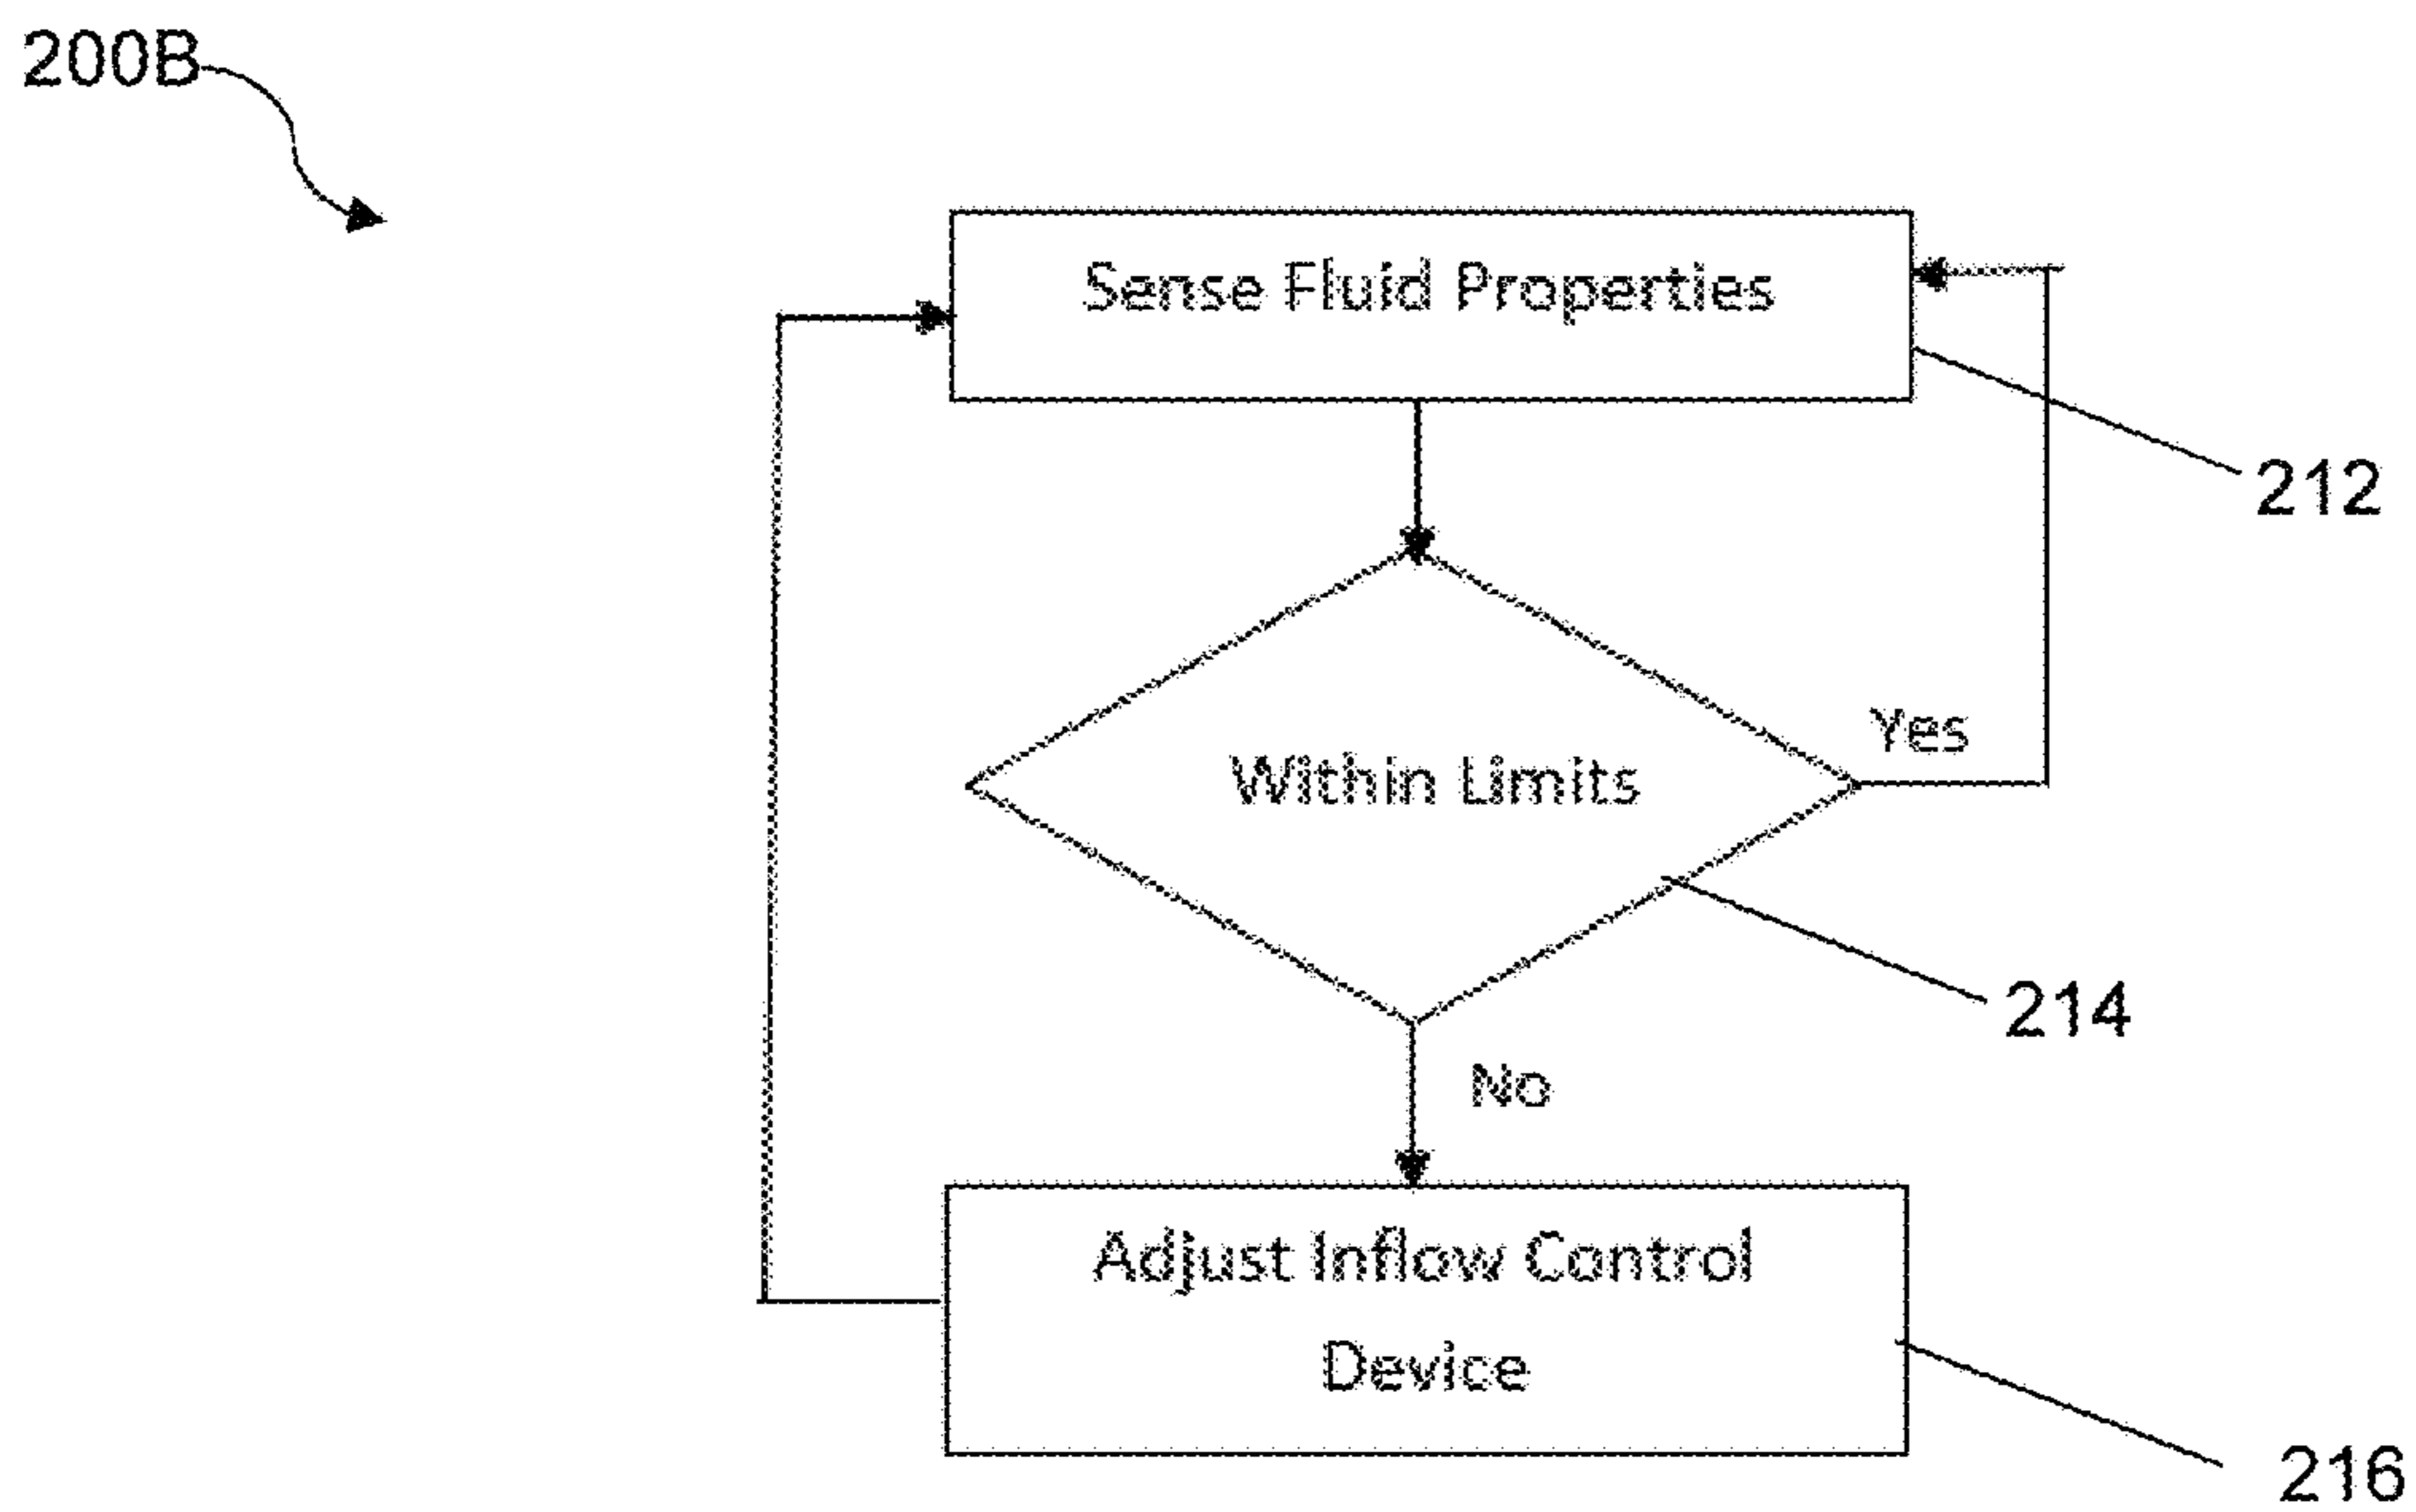 200B
Sense Fluid Properties
212
Yes
Within Limits
214
No
Adjust Inflow Control
Device
216